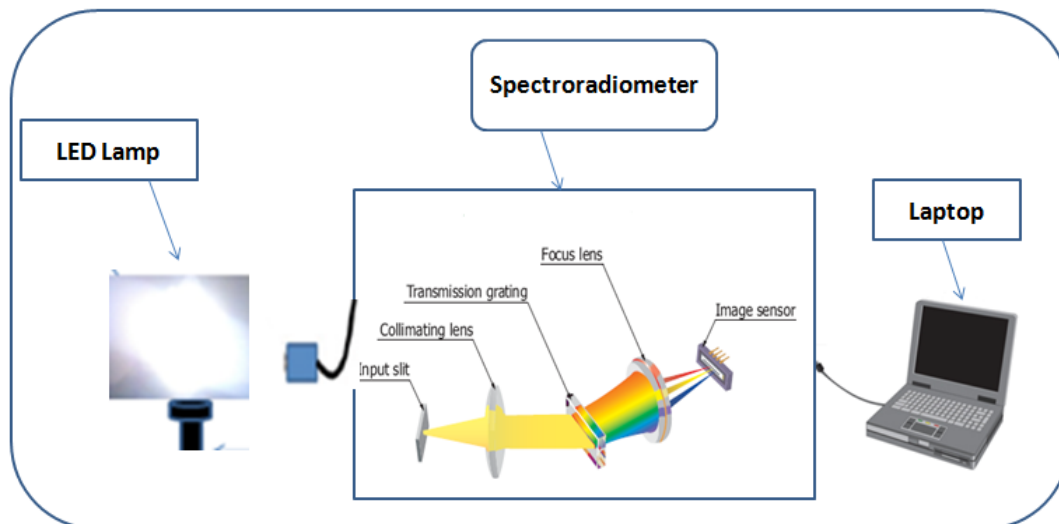 Spectroradiometer
LED Lamp
Laptop
Focus lens
Transmission grating
Image sensor
Collimating lens
Input slit